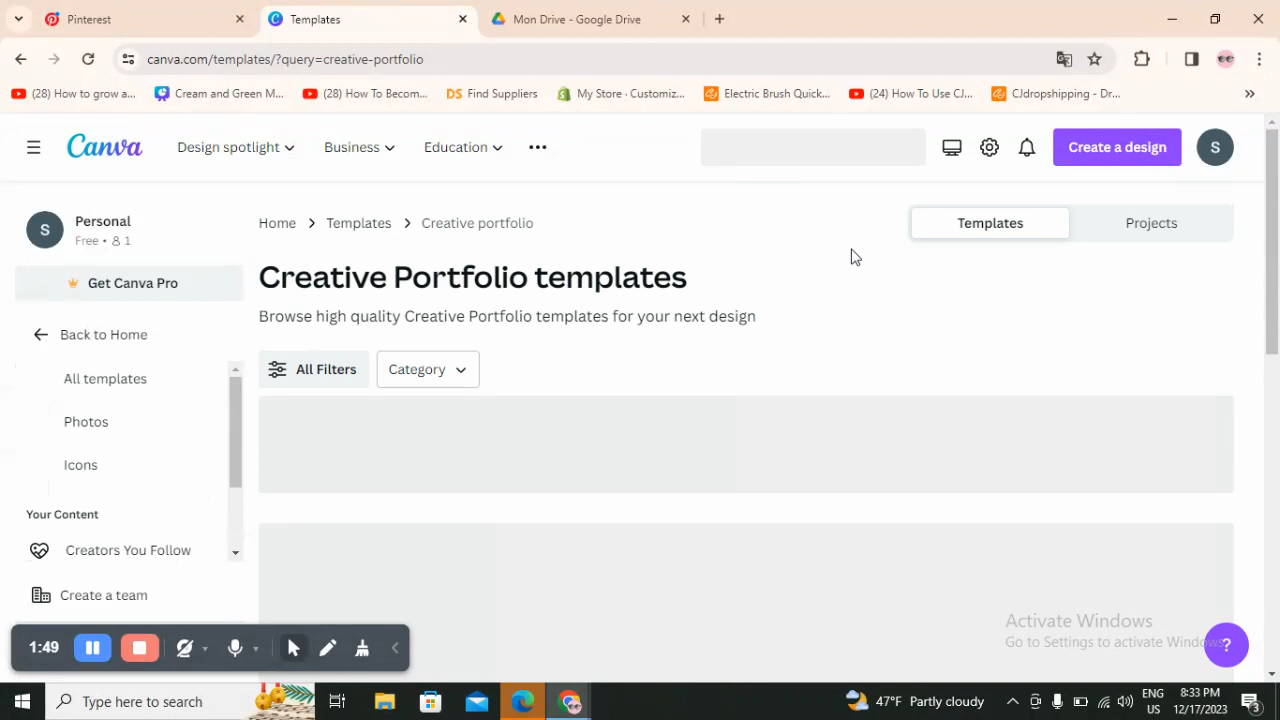 Pinterest
Templates
Mon Drive - Google Drive
canva.com/templates/?query=creative-portfolio
(28) How to grow a...
Cream and Green M...
(28) How To Becom...
DS Find Suppliers
My Store · Customiz...
Electric Brush Quick...
(24) How To Use CJ...
CJdropshipping - Dr...
Canva
Design spotlight
Business
Education
Create a design
S
S
Personal
Free • 1
Get Canva Pro
Back to Home
All templates
Photos
Icons
Your Content
Creators You Follow
Create a team
Home
Templates
Creative portfolio
Templates
Projects
Creative Portfolio templates
Browse high quality Creative Portfolio templates for your next design
All Filters
Category
1:49
Activate Windows
Go to Settings to activate Windows.
?
Type here to search
47°F Partly cloudy
ENG
US
8:33 PM
12/17/2023
3